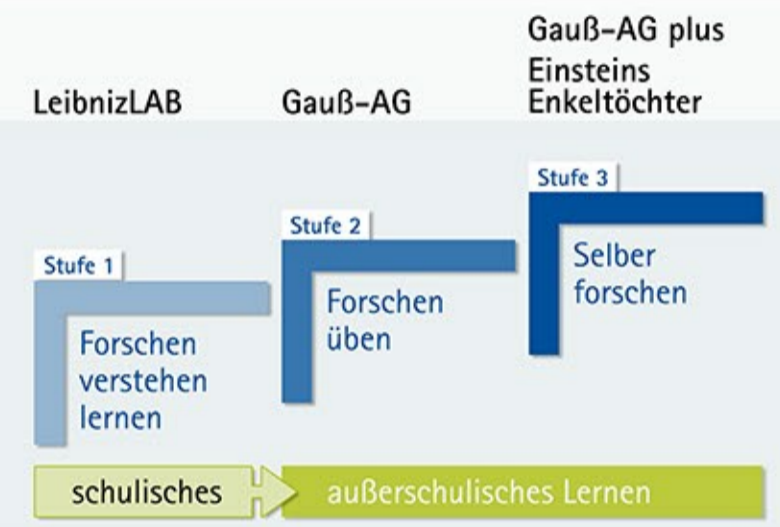 LeibnizLAB
Gauß-AG
Gauß-AG plus
Einsteins
Enkeltöchter
Stufe 1
Forschen
verstehen
lernen
Stufe 2
Forschen
üben
Stufe 3
Selber
forschen
schulisches
außerschulisches Lernen